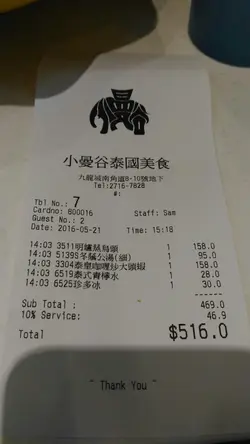 小曼谷泰國美食
九龍城南角道8-10號地下
Tel:2716-7828
#:
Tbl No.: 7
Cardno: 800016 Staff: Sam
Guest No.: 2
Date: 2016-05-21 Time: 15:18
14:03 3511明爐蒸烏頭 1 158.0
14:03 5139S冬蔭公湯(細) 1 95.0
14:03 3304泰皇咖喱炒大頭蝦 1 158.0
14:03 6519泰式青檸水 1 28.0
14:03 6525珍多冰 1 30.0
Sub Total : 469.0
10% Service: 46.9
Total $516.0
~ Thank You ~